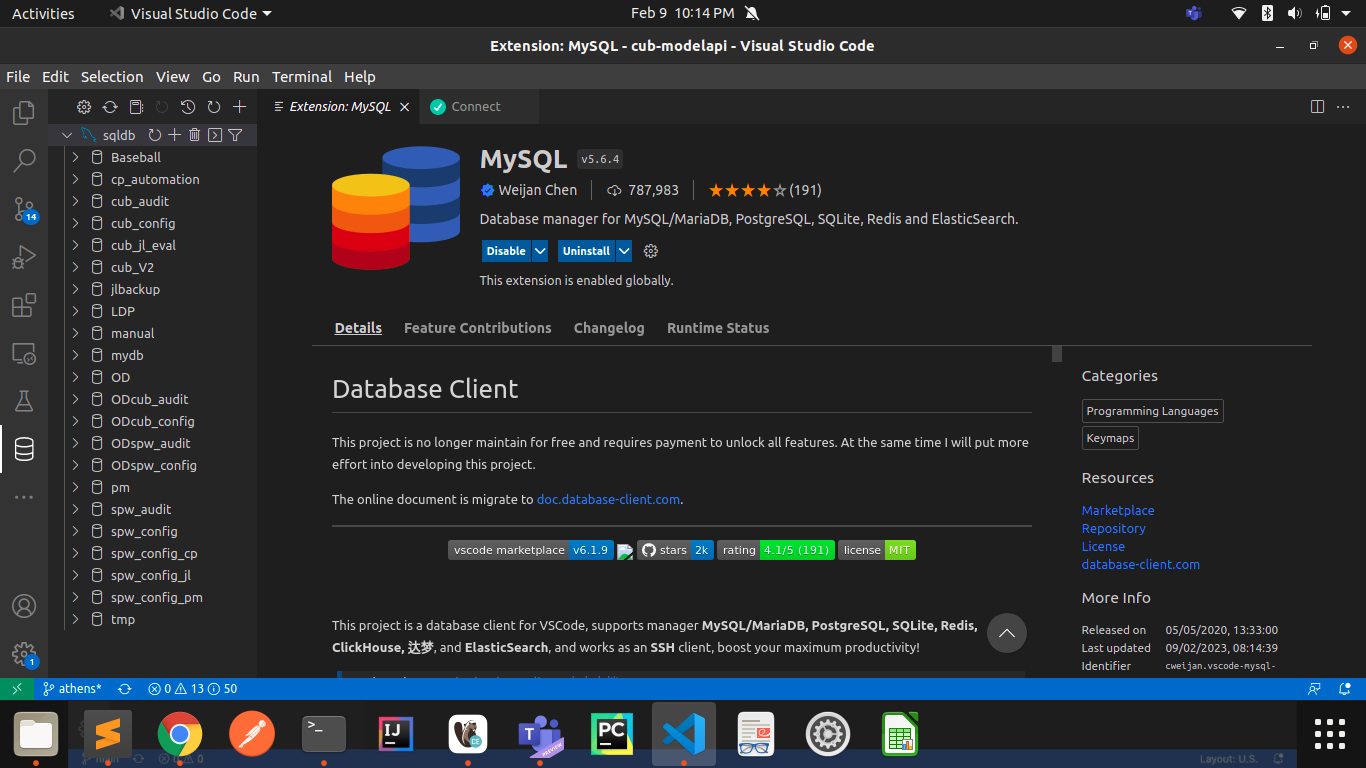 Activities
Visual Studio Code
Feb 9 10:14 PM
Extension: MySQL - cub-modelapi - Visual Studio Code
File Edit Selection View Go Run Terminal Help
Extension: MySQL
Connect
sqldb
Baseball
cp_automation
cub_audit
cub_config
cub_jl_eval
cub_V2
jlbackup
LDP
manual
mydb
OD
ODcub_audit
ODcub_config
ODspw_audit
ODspw_config
pm
spw_audit
spw_config
spw_config_cp
spw_config_jl
spw_config_pm
tmp
14
1
MySQL v5.6.4
Weijan Chen 787,983 (191)
Database manager for MySQL/MariaDB, PostgreSQL, SQLite, Redis and ElasticSearch.
Disable Uninstall
This extension is enabled globally.
Details Feature Contributions Changelog Runtime Status
Database Client
This project is no longer maintain for free and requires payment to unlock all features. At the same time I will put more
effort into developing this project.
The online document is migrate to doc.database-client.com.
vscode marketplace v6.1.9 stars 2k rating 4.1/5 (191) license MIT
This project is a database client for VSCode, supports manager MySQL/MariaDB, PostgreSQL, SQLite, Redis,
ClickHouse, 达梦, and ElasticSearch, and works as an SSH client, boost your maximum productivity!
Categories
Programming Languages
Keymaps
Resources
Marketplace
Repository
License
database-client.com
More Info
Released on 05/05/2020, 13:33:00
Last updated 09/02/2023, 08:14:39
Identifier cweijan.vscode-mysql-
athens* 0 13 50
>_
IJ
PC
PREVIEW
Layout: U.S.